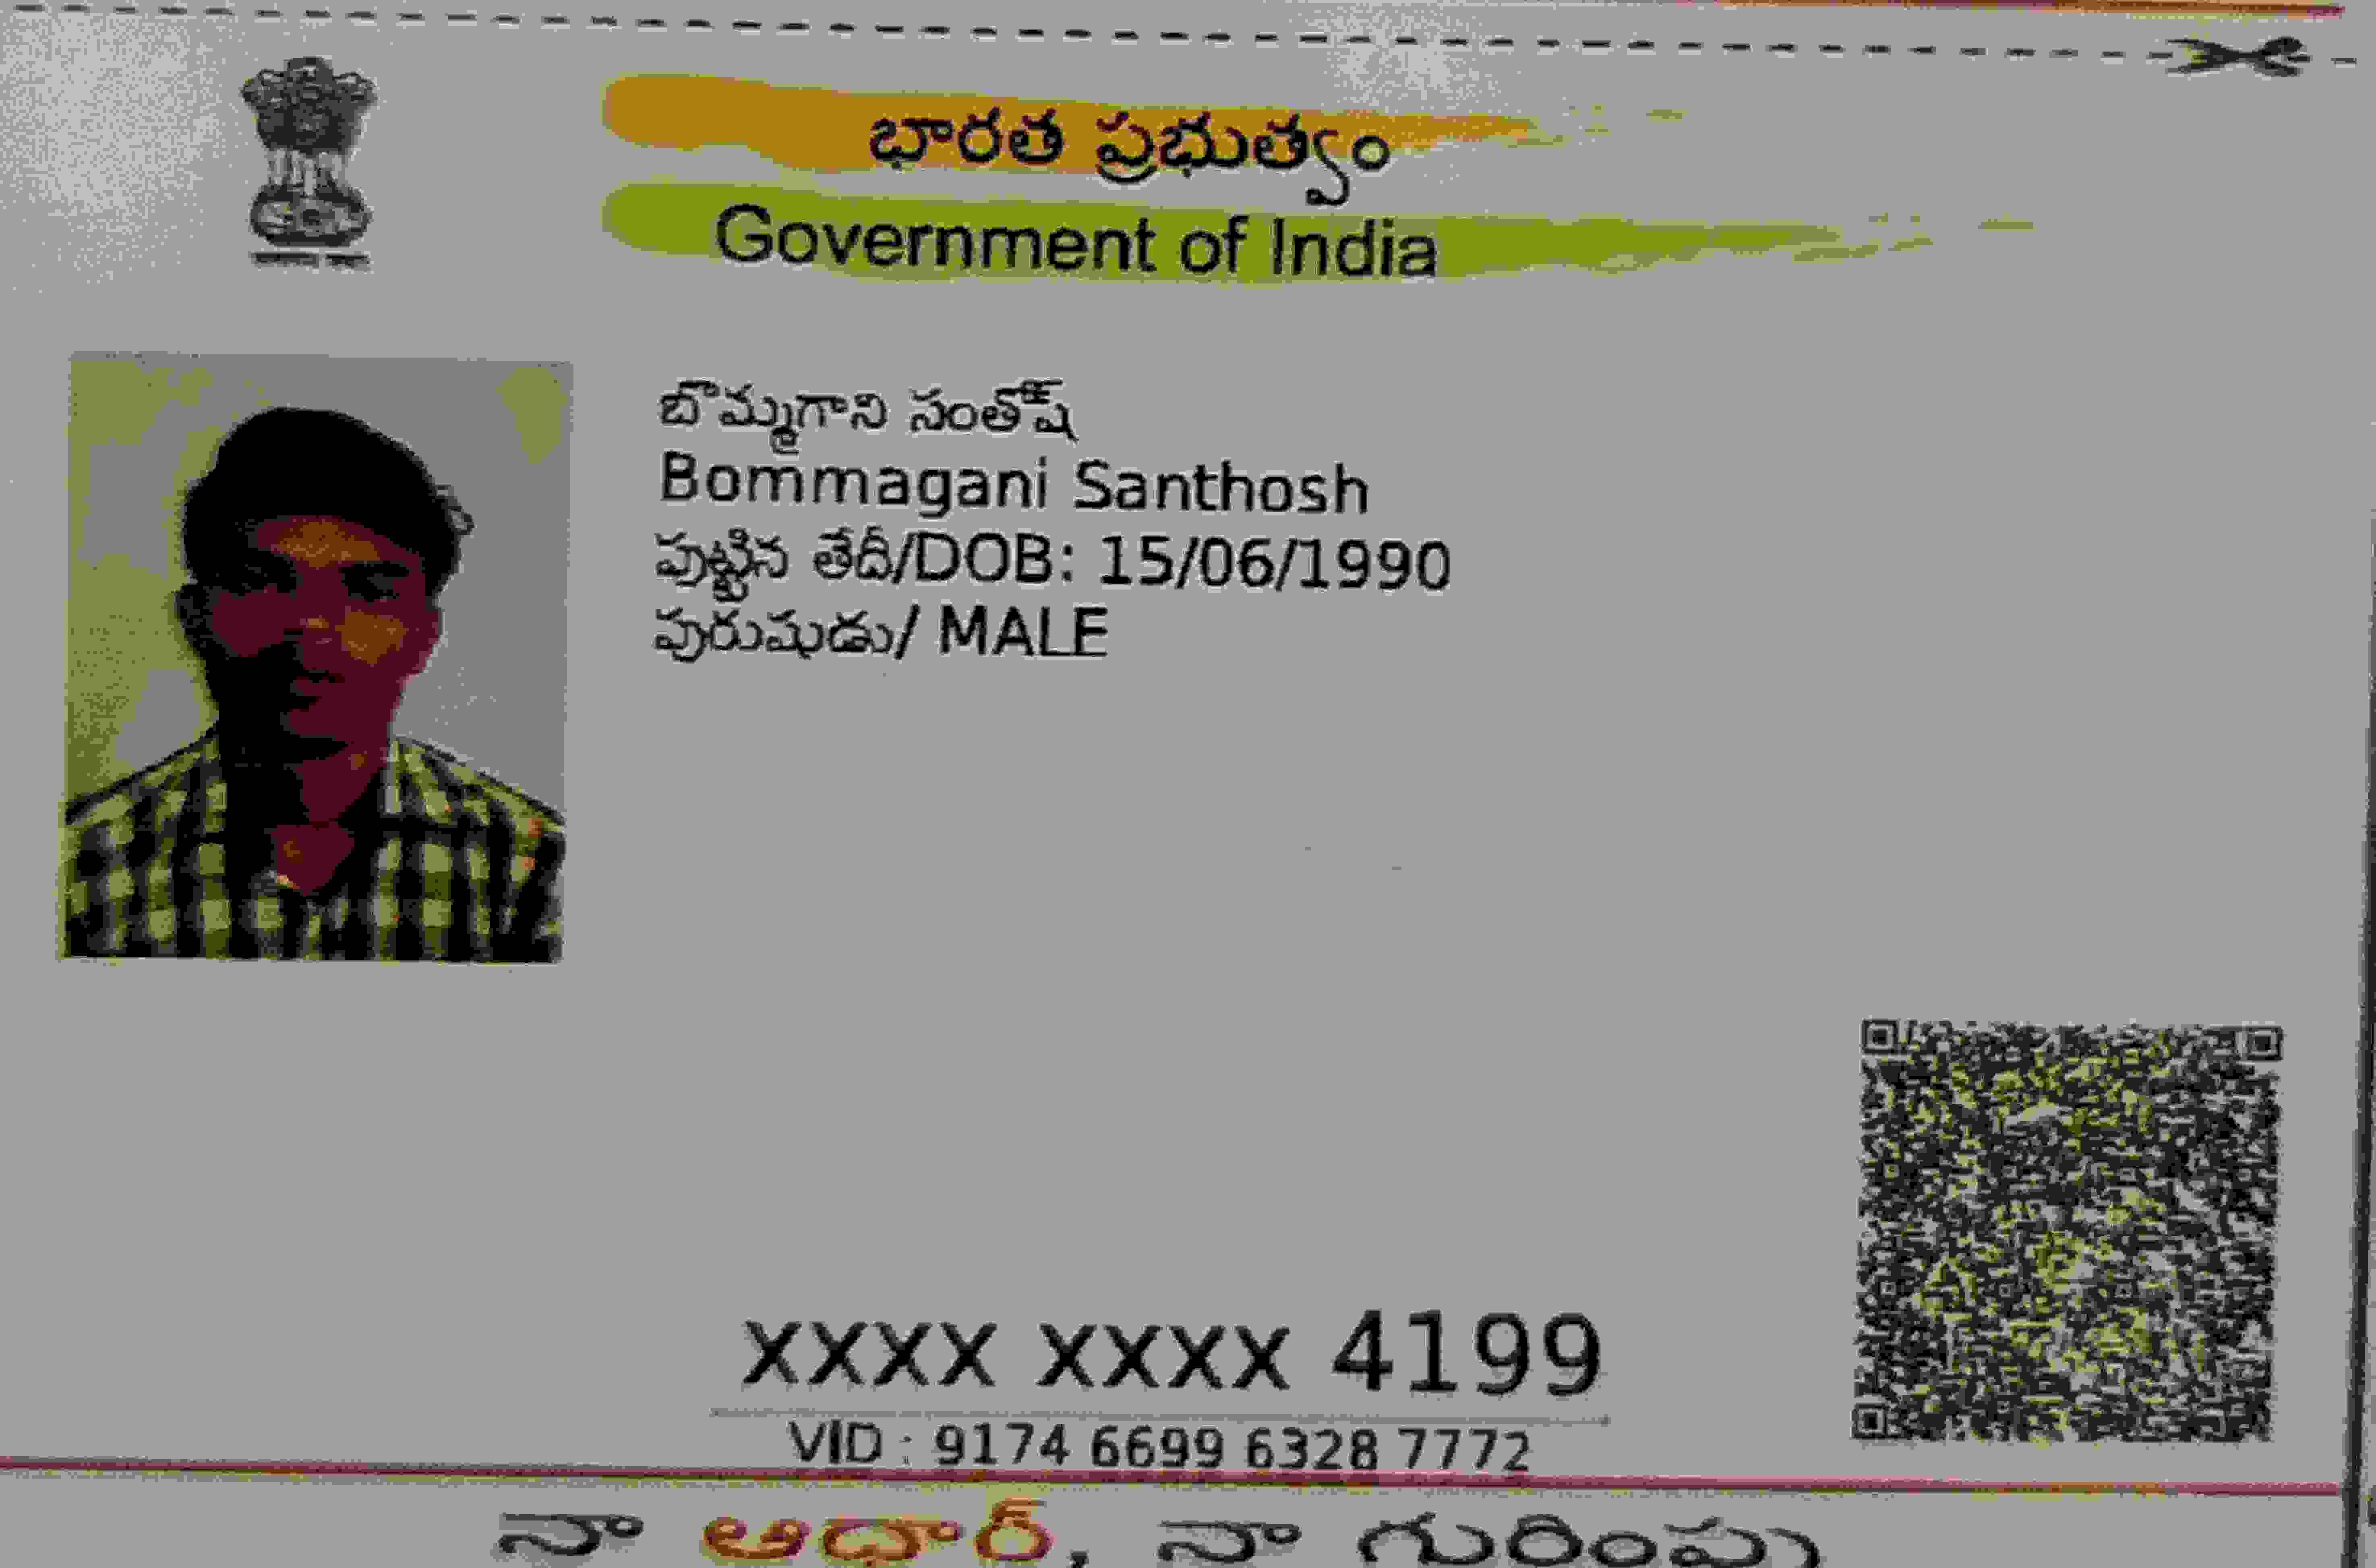 భారత ప్రభుత్వం
Government of India
బొమ్మగాని సంతోష్
Bommagani Santhosh
పుట్టిన తేదీ/DOB: 15/06/1990
పురుషుడు/ MALE
XXXX XXXX 4199
VID : 9174 6699 6328 7772
నా ఆధార్, నా గురింపు